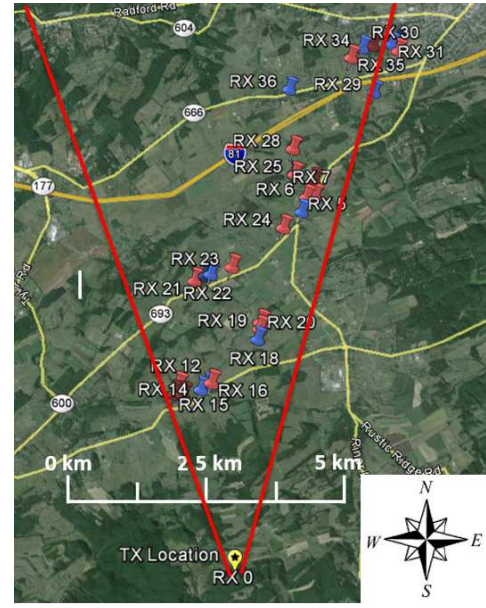 Radford Rd
604
RX 34
RX 30
RX 31
RX 35
RX 36
RX 29
666
RX 28
81
RX 25
177
RX 6
RX 7
RX 5
RX 24
RX 23
RX 21
RX 22
693
RX 19
RX 20
RX 18
RX 12
RX 14
RX 16
RX 15
600
Rustic Ridge Rd
0 km
2.5 km
5 km
N
W
E
S
TX Location
RX 0